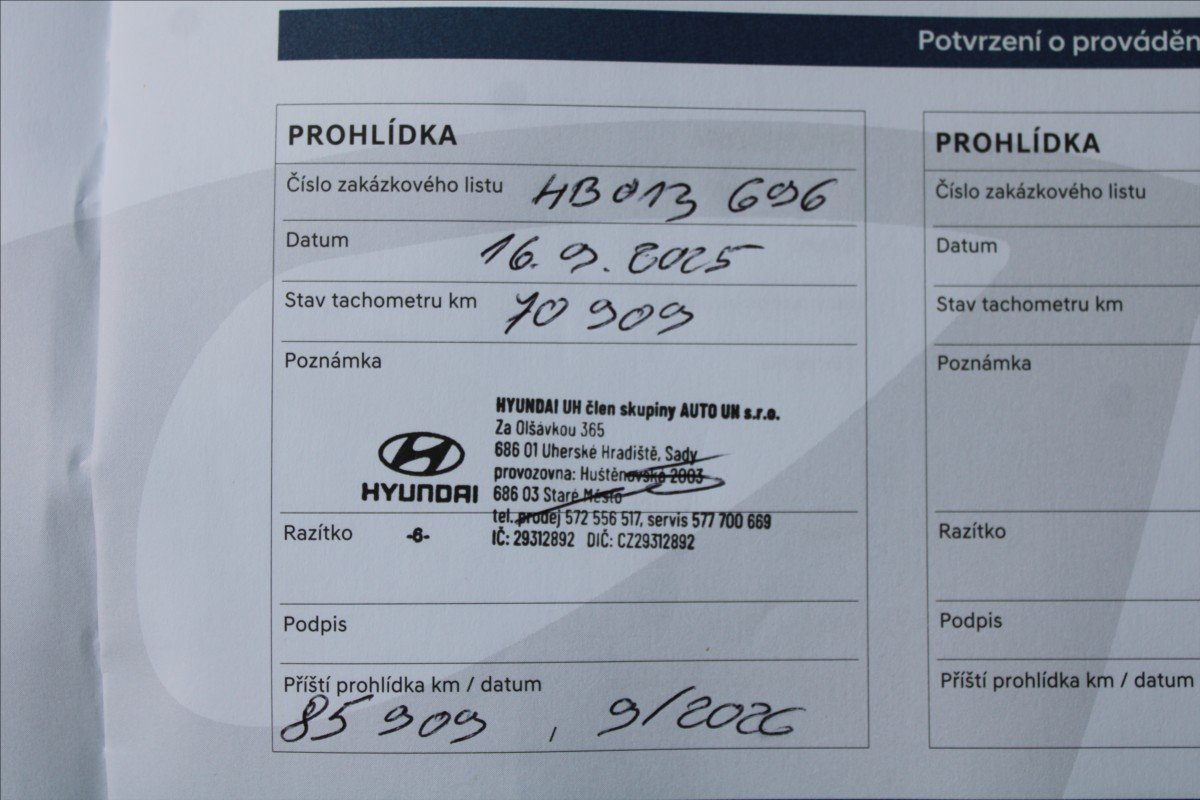 Potvrzení o provádě
PROHLÍDKA
Číslo zakázkového listu HB013 696
Datum 16.9.2025
Stav tachometru km 70 909
Poznámka
HYUNDAI UH člen skupiny AUTO UH s.r.o.
Za Olšávkou 365
686 01 Uherské Hradiště, Sady
provozovna: Huštěnovská 2003
686 03 Staré Město
tel. prodej 572 556 517, servis 577 700 669
IČ: 29312892 DIČ: CZ29312892
HYUNDAI
-6-
Razítko
Podpis
Příští prohlídka km / datum
85 909 , 9/2026
PROHLÍDKA
Číslo zakázkového listu
Datum
Stav tachometru km
Poznámka
Razítko
Podpis
Příští prohlídka km / datum